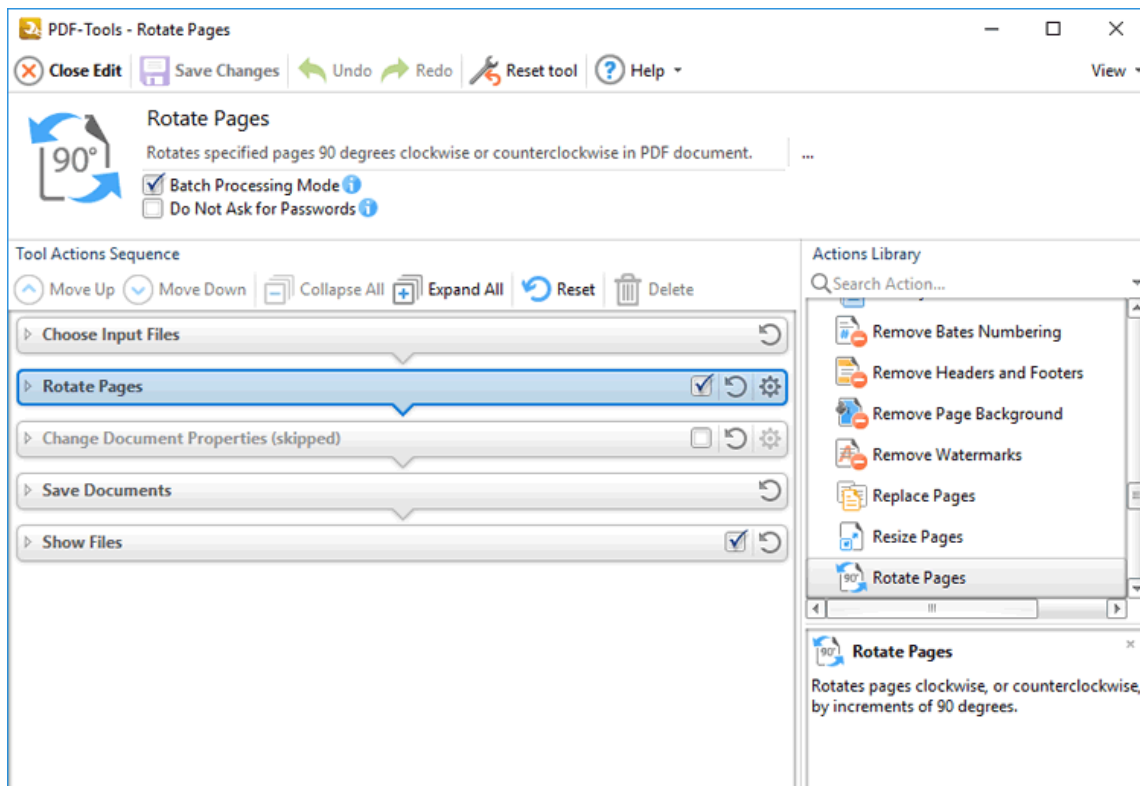 PDF-Tools - Rotate Pages
Close Edit Save Changes Undo Redo Reset tool ? Help View
Rotate Pages
90°
Rotates specified pages 90 degrees clockwise or counterclockwise in PDF document. ...
Batch Processing Mode i
Do Not Ask for Passwords i
Tool Actions Sequence
Move Up Move Down Collapse All Expand All Reset Delete
Choose Input Files
Rotate Pages
Change Document Properties (skipped)
Save Documents
Show Files
Actions Library
Search Action...
Remove Bates Numbering
Remove Headers and Footers
Remove Page Background
Remove Watermarks
Replace Pages
Resize Pages
90° Rotate Pages
90° Rotate Pages
Rotates pages clockwise, or counterclockwise,
by increments of 90 degrees.